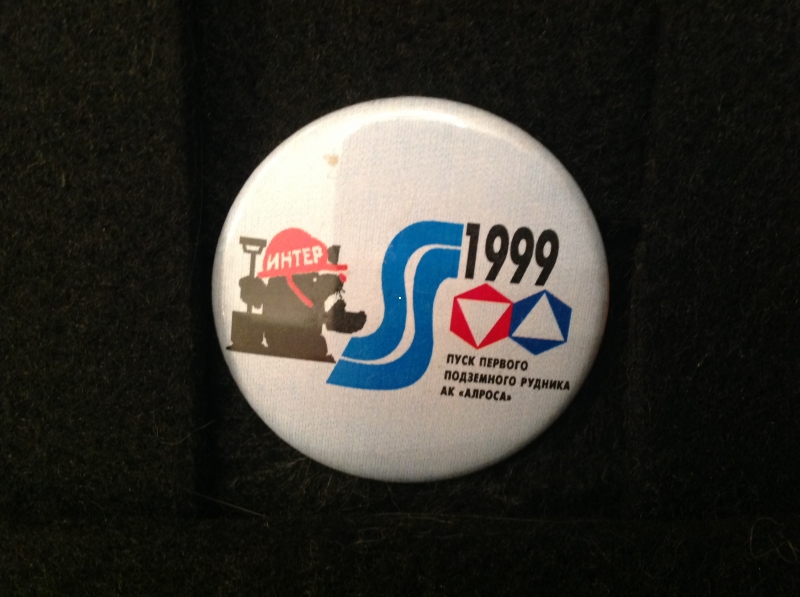 ИНТЕР
1999
ПУСК ПЕРВОГО
ПОДЗЕМНОГО РУДНИКА
АК «АЛРОСА»